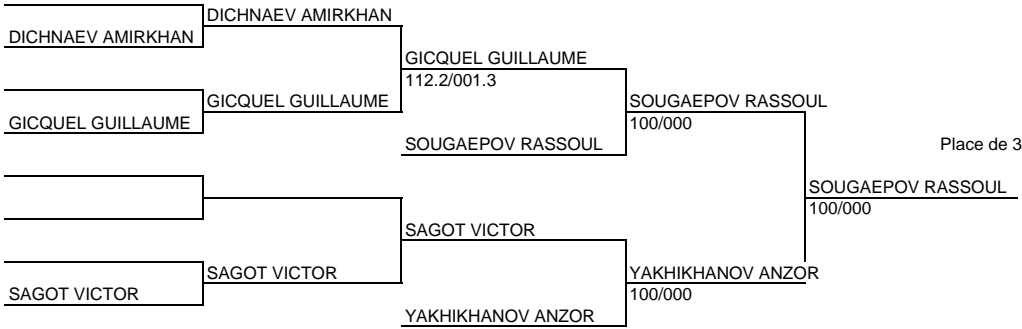 DICHNAEV AMIRKHAN
DICHNAEV AMIRKHAN
GICQUEL GUILLAUME
112.2/001.3
GICQUEL GUILLAUME
SOUGAEPOV RASSOUL
GICQUEL GUILLAUME
100/000
SOUGAEPOV RASSOUL
Place de 3
SOUGAEPOV RASSOUL
100/000
SAGOT VICTOR
SAGOT VICTOR
YAKHIKHANOV ANZOR
SAGOT VICTOR
100/000
YAKHIKHANOV ANZOR